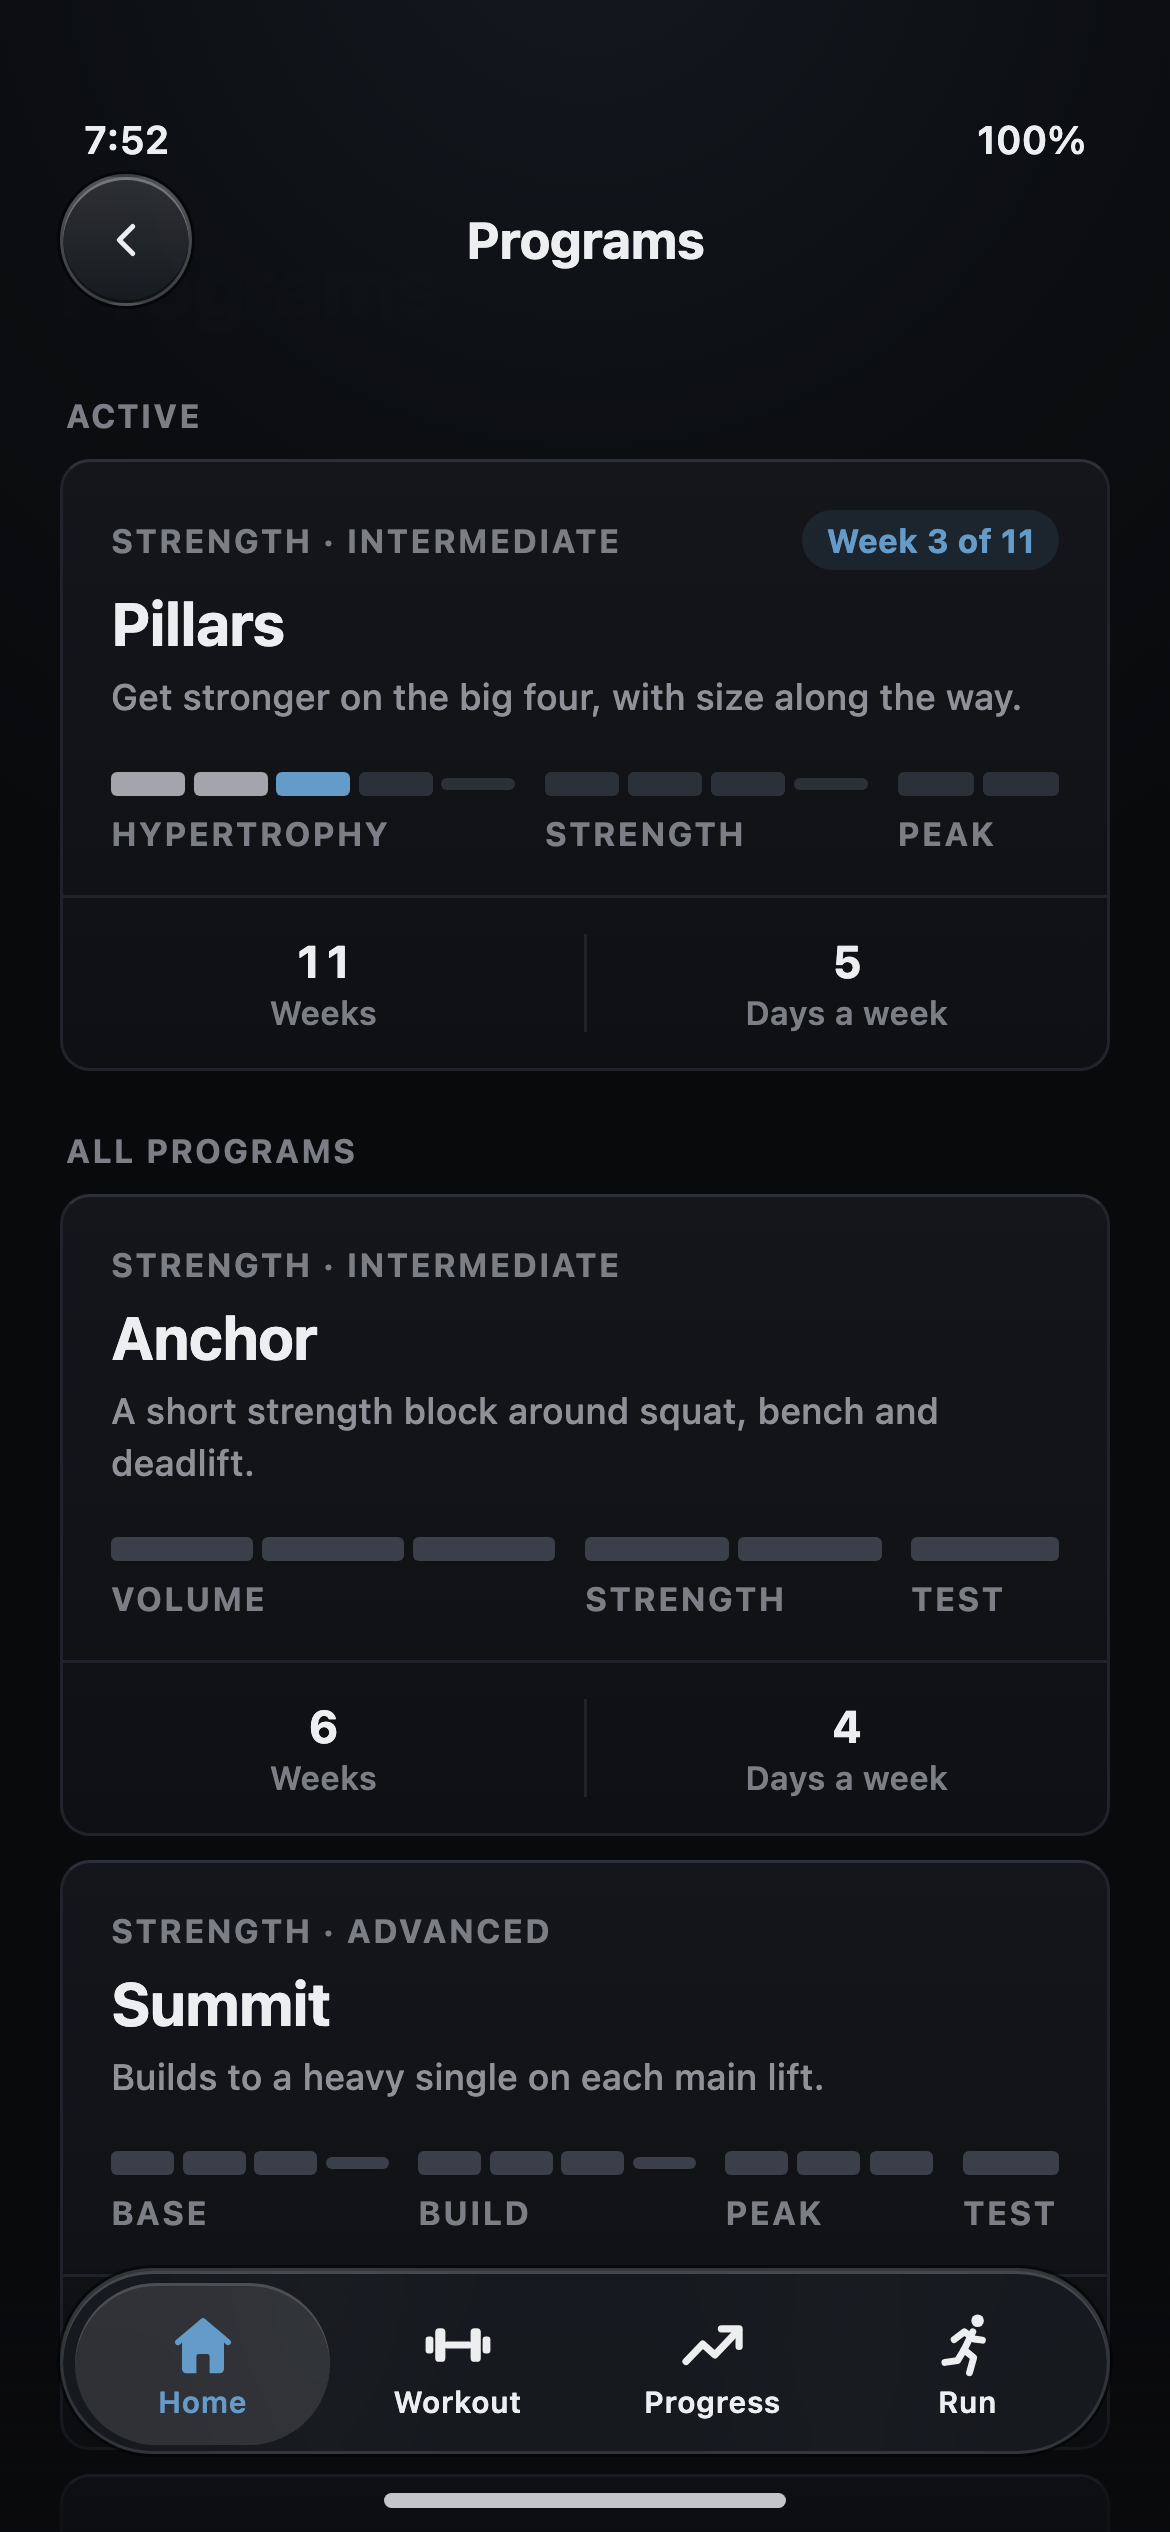 7:52
100%
Programs
ACTIVE
STRENGTH · INTERMEDIATE
Week 3 of 11
Pillars
Get stronger on the big four, with size along the way.
HYPERTROPHY
STRENGTH
PEAK
11
Weeks
5
Days a week
ALL PROGRAMS
STRENGTH · INTERMEDIATE
Anchor
A short strength block around squat, bench and
deadlift.
VOLUME
STRENGTH
TEST
6
Weeks
4
Days a week
STRENGTH · ADVANCED
Summit
Builds to a heavy single on each main lift.
BASE
BUILD
PEAK
TEST
Home
Workout
Progress
Run